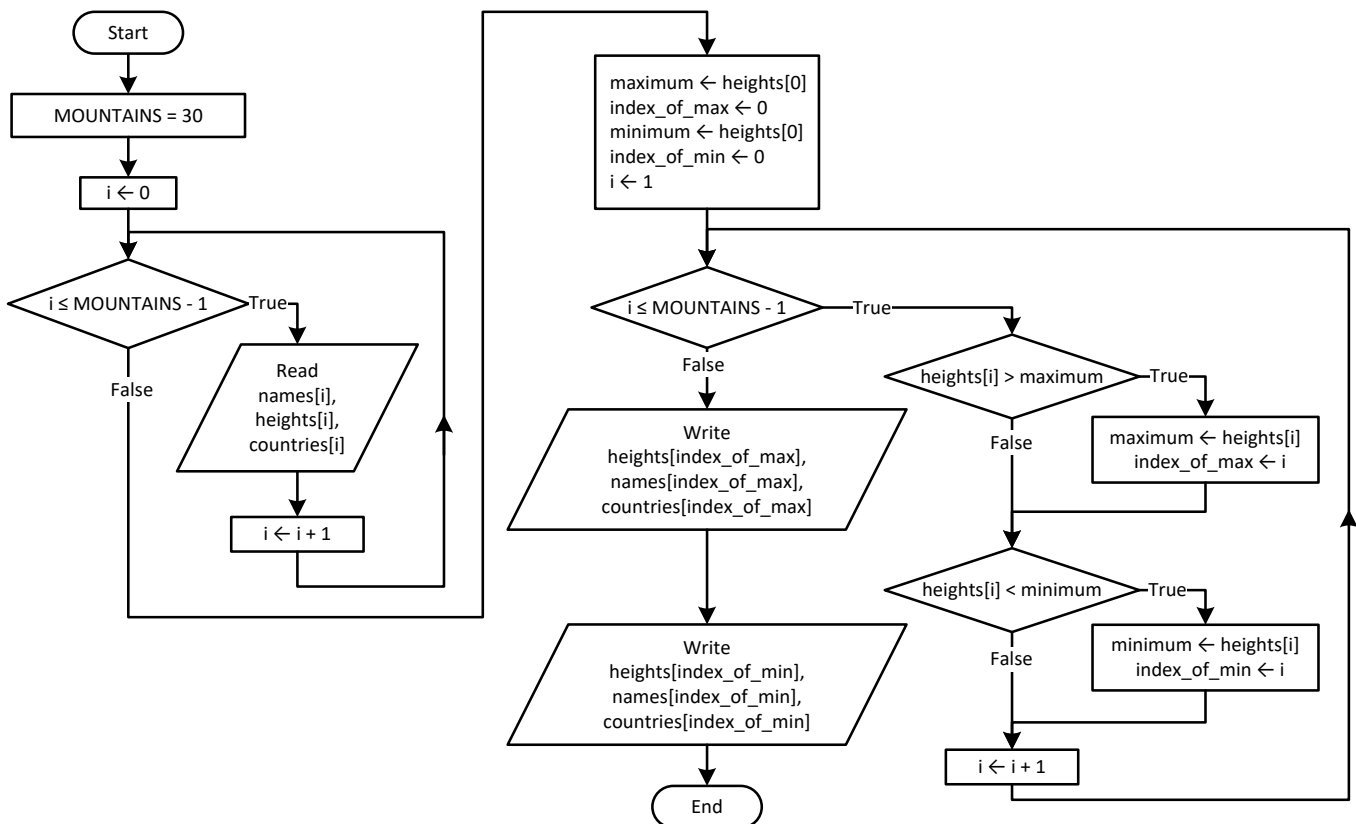 Start
MOUNTAINS = 30
i ← 0
i ≤ MOUNTAINS - 1
True
False
Read
names[i],
heights[i],
countries[i]
i ← i + 1
maximum ← heights[0]
index_of_max ← 0
minimum ← heights[0]
index_of_min ← 0
i ← 1
i ≤ MOUNTAINS - 1
True
False
heights[i] > maximum
True
False
maximum ← heights[i]
index_of_max ← i
heights[i] < minimum
True
False
minimum ← heights[i]
index_of_min ← i
i ← i + 1
Write
heights[index_of_max],
names[index_of_max],
countries[index_of_max]
Write
heights[index_of_min],
names[index_of_min],
countries[index_of_min]
End